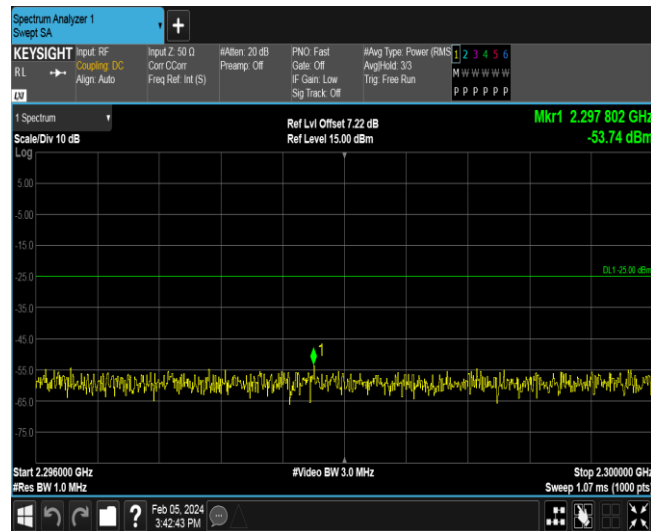 Spectrum Analyzer 1
Swept SA
+
KEYSIGHT
RL
LXI
Input: RF
Coupling: DC
Align: Auto
Input Z: 50 Ω
Corr CCorr
Freq Ref: Int (S)
#Atten: 20 dB
Preamp: Off
PNO: Fast
Gate: Off
IF Gain: Low
Sig Track: Off
#Avg Type: Power (RMS
Avg|Hold: 3/3
Trig: Free Run
1 2 3 4 5 6
M W W W W W
P P P P P P
1 Spectrum
Scale/Div 10 dB
Log
Ref Lvl Offset 7.22 dB
Ref Level 15.00 dBm
Mkr1 2.297 802 GHz
-53.74 dBm
5.00
-5.00
-15.0
-25.0
DL1 -25.00 dBm
-35.0
-45.0
1
-55.0
-65.0
-75.0
Start 2.296000 GHz
#Res BW 1.0 MHz
#Video BW 3.0 MHz
Stop 2.300000 GHz
Sweep 1.07 ms (1000 pts)
?
Feb 05, 2024
3:42:43 PM